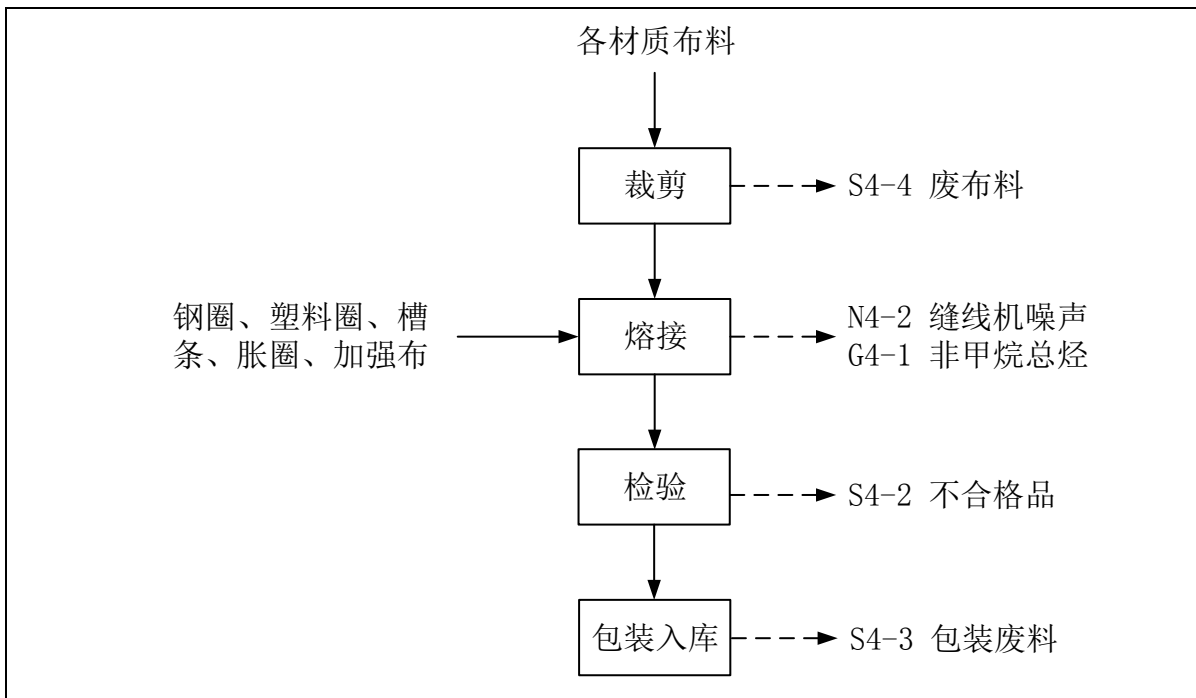 各材质布料
裁剪
S4-4 废布料
钢圈、塑料圈、槽
条、胀圈、加强布
熔接
N4-2 缝线机噪声
G4-1 非甲烷总烃
检验
S4-2 不合格品
包装入库
S4-3 包装废料